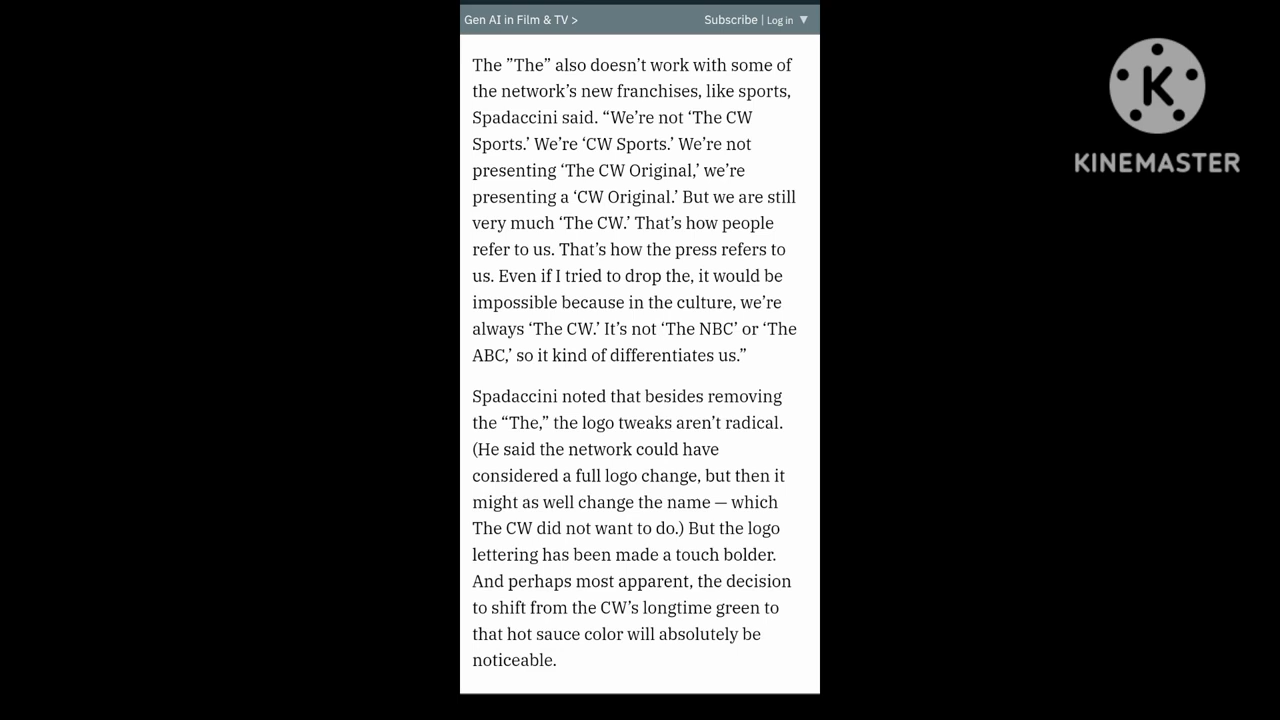 Gen AI in Film & TV >
Subscribe | Log in ▼
The ”The” also doesn’t work with some of
the network’s new franchises, like sports,
Spadaccini said. “We’re not ‘The CW
Sports.’ We’re ‘CW Sports.’ We’re not
presenting ‘The CW Original,’ we’re
presenting a ‘CW Original.’ But we are still
very much ‘The CW.’ That’s how people
refer to us. That’s how the press refers to
us. Even if I tried to drop the, it would be
impossible because in the culture, we’re
always ‘The CW.’ It’s not ‘The NBC’ or ‘The
ABC,’ so it kind of differentiates us.”
Spadaccini noted that besides removing
the “The,” the logo tweaks aren’t radical.
(He said the network could have
considered a full logo change, but then it
might as well change the name — which
The CW did not want to do.) But the logo
lettering has been made a touch bolder.
And perhaps most apparent, the decision
to shift from the CW’s longtime green to
that hot sauce color will absolutely be
noticeable.
K
KINEMASTER